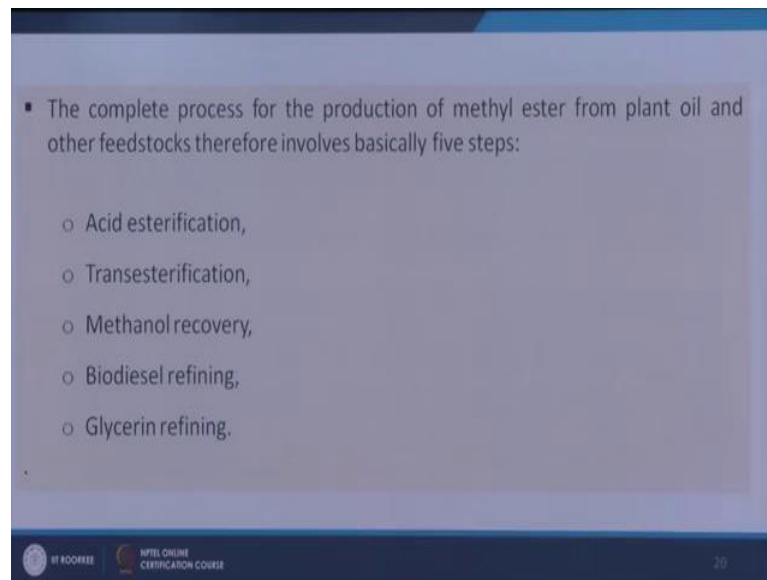 ▪ The complete process for the production of methyl ester from plant oil and
other feedstocks therefore involves basically five steps:
o Acid esterification,
o Transesterification,
o Methanol recovery,
o Biodiesel refining,
o Glycerin refining.
IIT ROORKEE
NPTEL ONLINE
CERTIFICATION COURSE
20